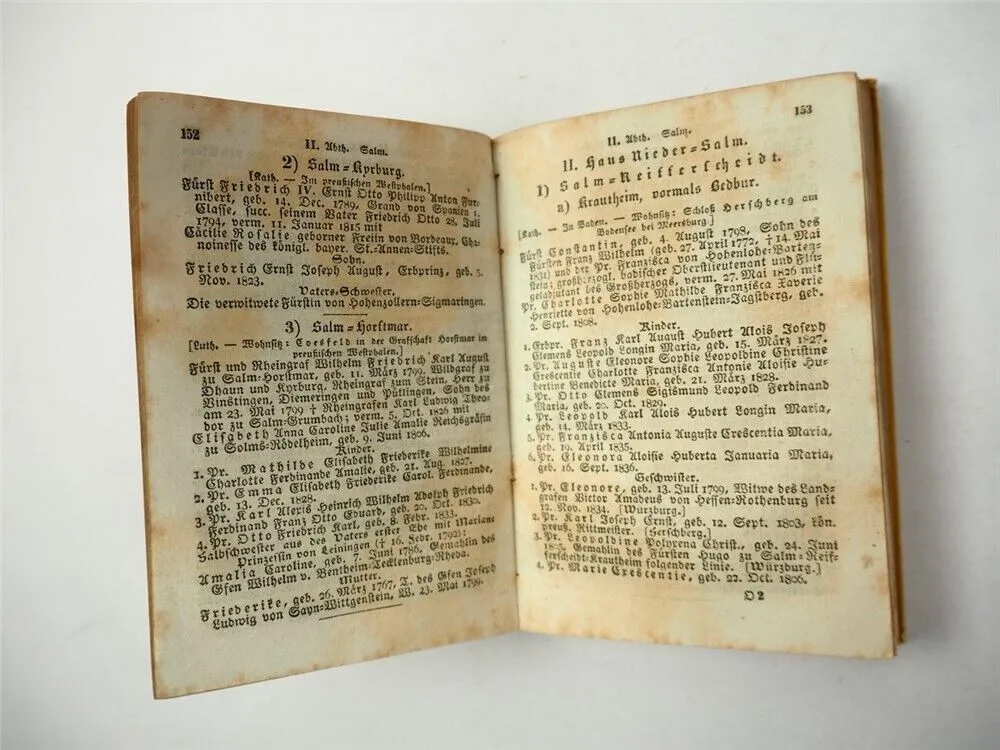 152
II. Abth. Salm.
2) Salm-Kyrburg.
[Kath. — Im preußischen Westphalen.]
Fürst Friedrich IV. Ernst Otto Philipp Anton Fur-
nibert, geb. 14. Dec. 1789, Grand von Spanien 1.
Classe, succ. seinem Vater Friedrich Otto 28. Juli
1794, verm. 11. Januar 1815 mit
Cäcilie Rosalie geborner Freiin von Bordeaux, Cha-
noinesse des königl. bayer. St.-Annen-Stifts.
Sohn.
Friedrich Ernst Joseph August, Erbprinz, geb. 5.
Nov. 1823.
Vaters-Schwester.
Die verwitwete Fürstin von Hohenzollern-Sigmaringen.
3) Salm-Horstmar.
[Luth. — Wohnsitz: Coesfeld in der Grafschaft Horstmar im
preußischen Westphalen.]
Fürst und Rheingraf Wilhelm Friedrich Karl August
zu Salm-Horstmar, geb. 11. März 1799, Wildgraf zu
Dhaun und Kyrburg, Rheingraf zum Stein, Herr zu
Vinstingen, Diemeringen und Püttlingen, Sohn des
am 23. Mai 1799 † Rheingrafen Karl Ludwig Theo-
dor zu Salm-Grumbach; verm. 5. Oct. 1826 mit
Elisabeth Anna Caroline Julie Amalie Reichsgräfin
zu Solms-Rödelheim, geb. 9. Juni 1806.
Kinder.
1. Pr. Mathilde Elisabeth Friederike Wilhelmine
Charlotte Ferdinande Amalie, geb. 21. Aug. 1827.
2. Pr. Emma Elisabeth Friederike Carol. Ferdinande,
geb. 13. Dec. 1828.
3. Pr. Karl Alexis Heinrich Wilhelm Adolph Friedrich
Ferdinand Franz Otto Eduard, geb. 20. Oct. 1830.
4. Pr. Otto Friedrich Karl, geb. 8. Febr. 1833.
Halbschwester aus des Vaters erster Ehe mit Mariane
Prinzessin von Leiningen († 16. Febr. 1792):
Amalia Caroline, geb. 7. Juni 1786, Gemahlin des
Gfen Wilhelm v. Bentheim-Tecklenburg-Rheda.
Mutter.
Friederike, geb. 26. März 1767, T. des Gfen Joseph
Ludwig von Sayn-Wittgenstein, W. 23. Mai 1799.
153
II. Abth. Salm.
II. Haus Nieder-Salm.
1) Salm-Reifferscheidt.
a) Krautheim, vormals Bedbur.
[Kath. — In Baden. — Wohnsitz: Schloß Herschberg am
Bodensee bei Meersburg.]
Fürst Constantin, geb. 4. August 1798, Sohn des
Fürsten Franz Wilhelm (geb. 27. April 1772, † 14. Mai
1831) und der Pr. Franzisca von Hohenlohe-Barten-
stein; großherzogl. badischer Oberstlieutenant und Flü-
geladjutant des Großherzogs, verm. 27. Mai 1826 mit
Pr. Charlotte Sophie Mathilde Franzisca Xaverie
Henriette von Hohenlohe-Bartenstein-Jagstberg, geb.
2. Sept. 1808.
Kinder.
1. Erbpr. Franz Karl August Hubert Alois Joseph
Clemens Leopold Longin Maria, geb. 15. März 1827.
2. Pr. Auguste Eleonore Sophie Leopoldine Christine
Crescentie Charlotte Franzisca Antonie Aloisie Hu-
bertine Benedicte Maria, geb. 21. März 1828.
3. Pr. Otto Clemens Sigismund Leopold Ferdinand
Maria, geb. 20. Oct. 1829.
4. Pr. Leopold Karl Alois Hubert Longin Maria,
geb. 14. März 1833.
5. Pr. Franzisca Antonia Auguste Crescentia Maria,
geb. 19. April 1835.
6. Pr. Eleonora Aloisie Huberta Januaria Maria,
geb. 16. Sept. 1836.
Geschwister.
1. Pr. Eleonore, geb. 13. Juli 1799, Witwe des Land-
grafen Victor Amadeus von Hessen-Rothenburg seit
12. Nov. 1834. [Würzburg.]
2. Pr. Karl Joseph Ernst, geb. 12. Sept. 1803, kön.
preuß. Rittmeister. [Herschberg.]
3. Pr. Leopoldine Polyxena Christ., geb. 24. Juni
1805, Gemahlin des Fürsten Hugo zu Salm-Reif-
ferscheidt-Krautheim folgender Linie. [Würzburg.]
4. Pr. Marie Crescentie, geb. 22. Oct. 1806.
O 2